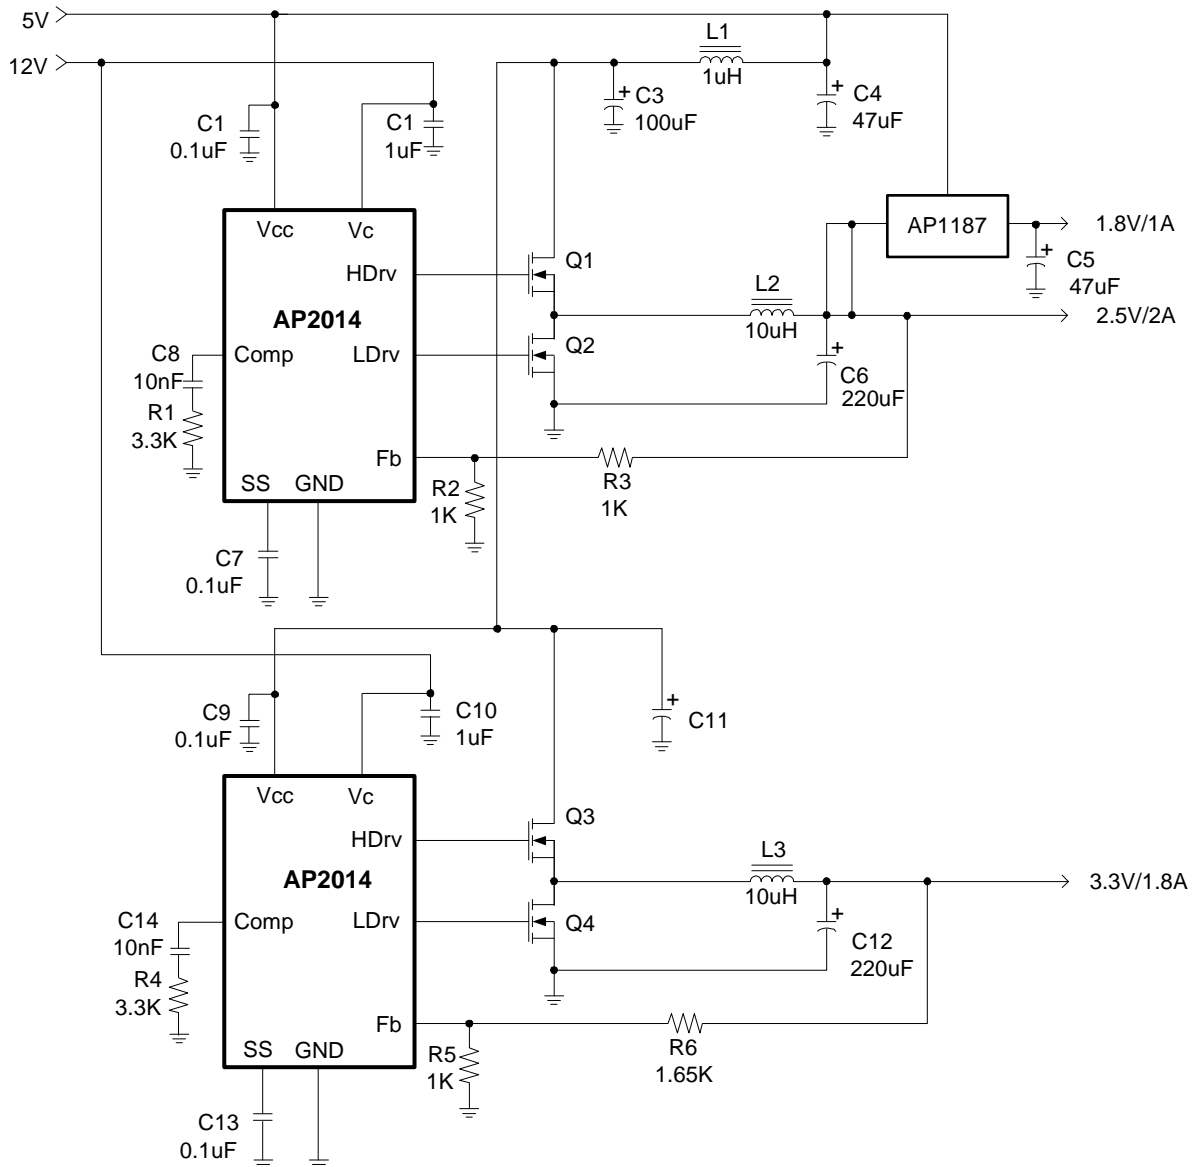 5V
12V
L1
1uH
C3
100uF
C4
47uF
C1
0.1uF
C1
1uF
Vcc
Vc
HDrv
AP2014
Comp
LDrv
Fb
SS
GND
C8
10nF
R1
3.3K
C7
0.1uF
Q1
Q2
L2
10uH
AP1187
1.8V/1A
C5
47uF
2.5V/2A
C6
220uF
R2
1K
R3
1K
C9
0.1uF
C10
1uF
C11
Vcc
Vc
HDrv
AP2014
Comp
LDrv
Fb
SS
GND
C14
10nF
R4
3.3K
C13
0.1uF
Q3
Q4
L3
10uH
3.3V/1.8A
C12
220uF
R5
1K
R6
1.65K